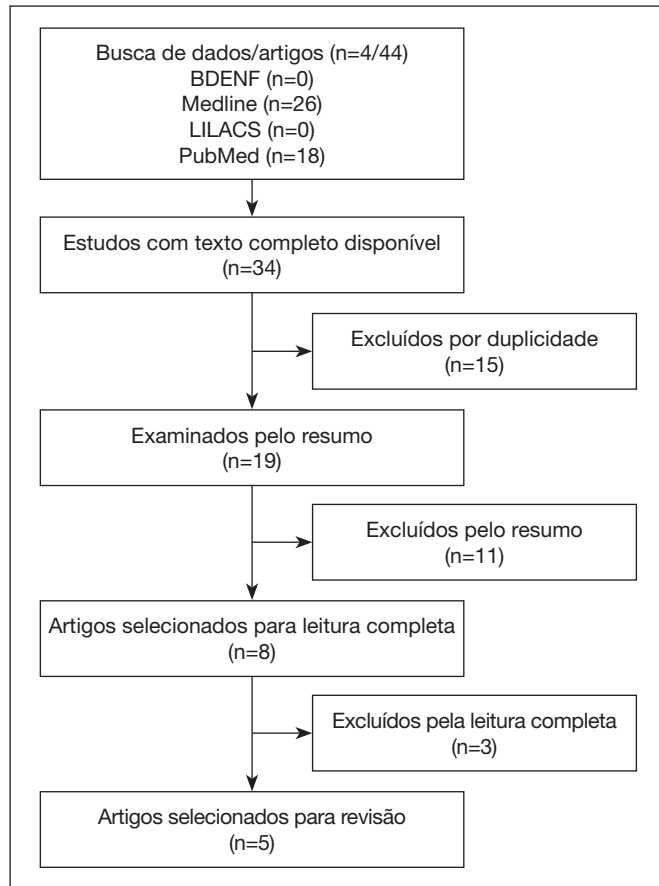 Busca de dados/artigos (n=4/44)
BDENF (n=0)
Medline (n=26)
LILACS (n=0)
PubMed (n=18)
Estudos com texto completo disponível
(n=34)
Excluídos por duplicidade
(n=15)
Examinados pelo resumo
(n=19)
Excluídos pelo resumo
(n=11)
Artigos selecionados para leitura completa
(n=8)
Excluídos pela leitura completa
(n=3)
Artigos selecionados para revisão
(n=5)